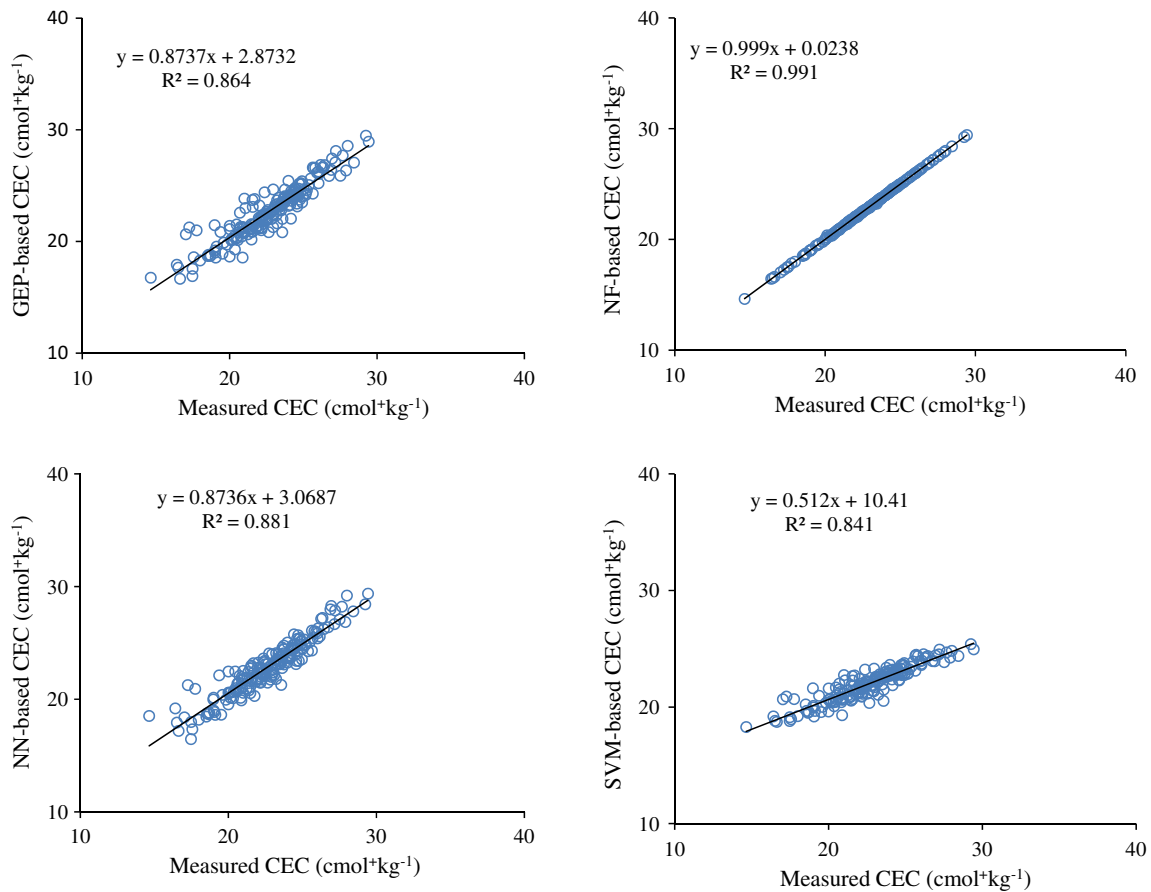 40
30
20
10
10 20 30 40
GEP-based CEC (cmol⁺kg⁻¹)
y = 0.8737x + 2.8732
R² = 0.864
Measured CEC (cmol⁺kg⁻¹)
40
30
20
10
10 20 30 40
NF-based CEC (cmol⁺kg⁻¹)
y = 0.999x + 0.0238
R² = 0.991
Measured CEC (cmol⁺kg⁻¹)
40
30
20
10
10 20 30 40
NN-based CEC (cmol⁺kg⁻¹)
y = 0.8736x + 3.0687
R² = 0.881
Measured CEC (cmol⁺kg⁻¹)
40
30
20
10
10 20 30 40
SVM-based CEC (cmol⁺kg⁻¹)
y = 0.512x + 10.41
R² = 0.841
Measured CEC (cmol⁺kg⁻¹)